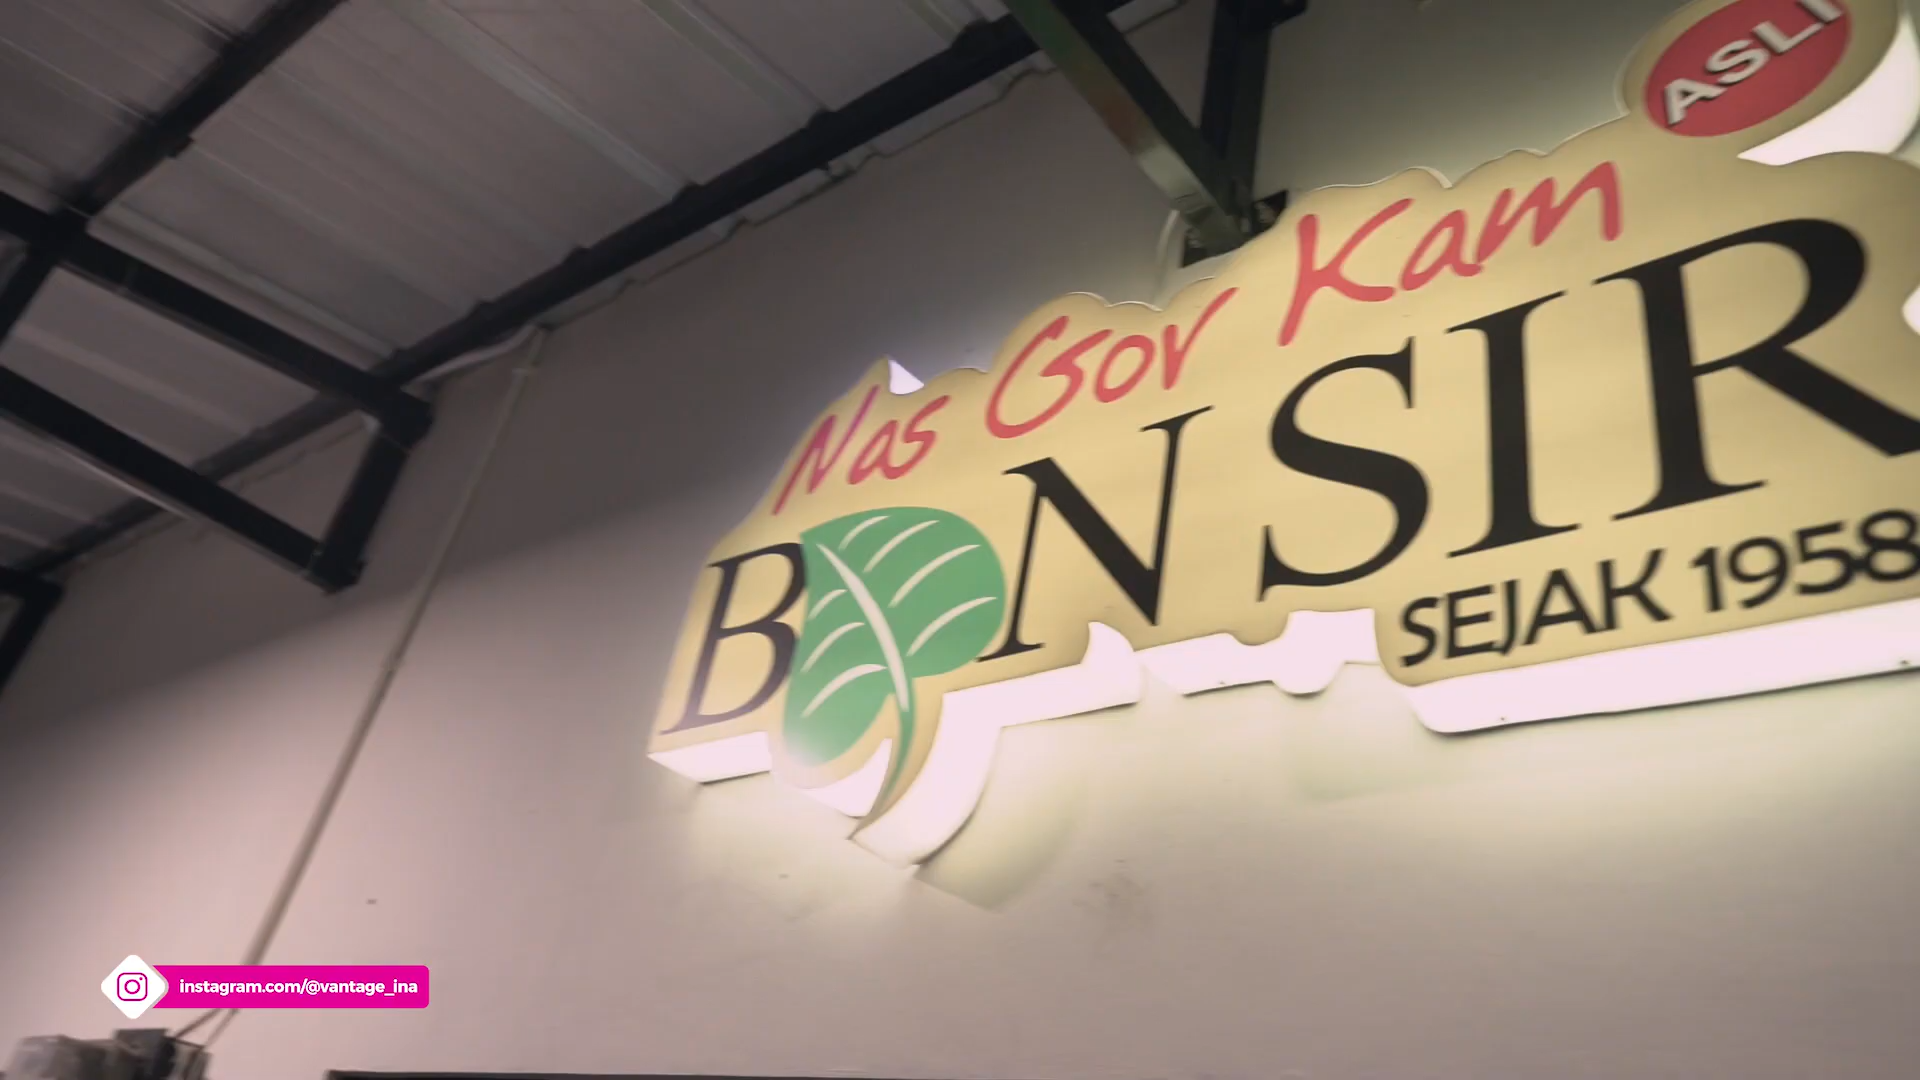 ASLI
Nas Gor Kam
BON SIR
SEJAK 1958
instagram.com/@vantage_ina